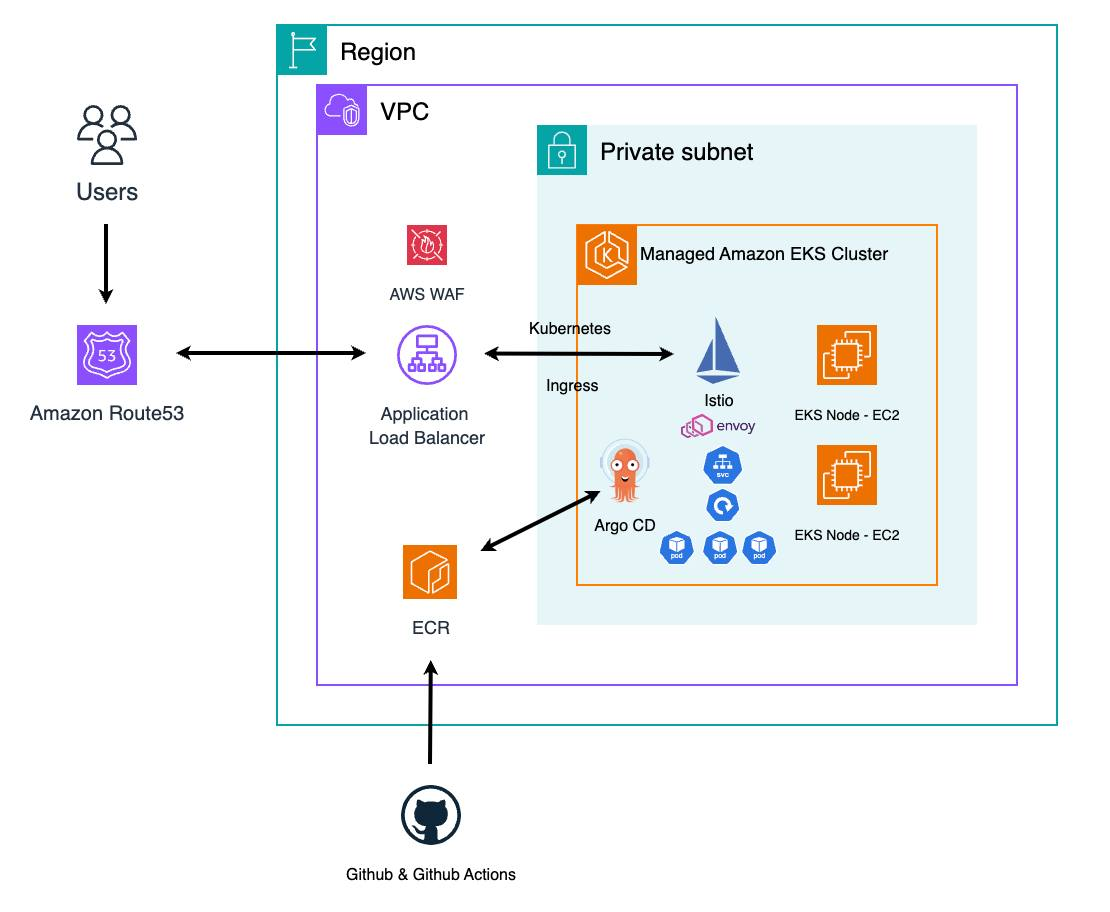 Region
VPC
Private subnet
Users
AWS WAF
Managed Amazon EKS Cluster
53
Kubernetes
Amazon Route53
Application
Load Balancer
Ingress
Istio
envoy
EKS Node - EC2
svc
Argo CD
EKS Node - EC2
pod
pod
pod
ECR
Github & Github Actions